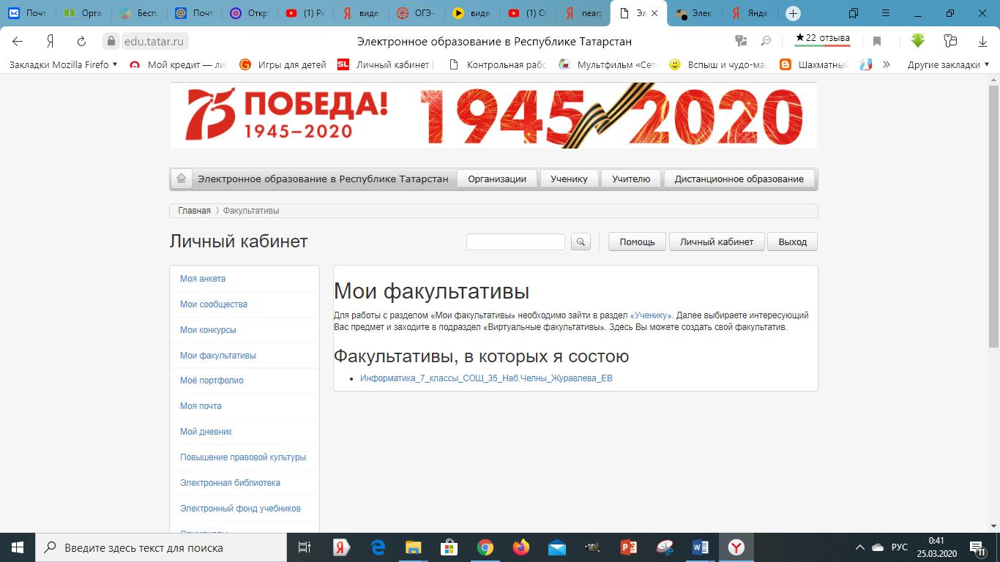 Почт
Орга
Бесп
Почт
Откр
(1) Ре
виде
ОГЭ-
виде
(1) О
nearp
Эл
Элек
Янде
edu.tatar.ru
Электронное образование в Республике Татарстан
★22 отзыва
Закладки Mozilla Firefo
Мой кредит — ли
Игры для детей
Личный кабинет |
Контрольная рабо
Мультфильм «Сет
Вспыш и чудо-маш
Шахматный
»
Другие закладки
75 ПОБЕДА!
1945–2020
1945 2020
Электронное образование в Республике Татарстан
Организации
Ученику
Учителю
Дистанционное образование
Главная 〉 Факультативы
Личный кабинет
Помощь
Личный кабинет
Выход
Моя анкета
Мои сообщества
Мои конкурсы
Мои факультативы
Моё портфолио
Моя почта
Мой дневник
Повышение правовой культуры
Электронная библиотека
Электронный фонд учебников
Мои факультативы
Для работы с разделом «Мои факультативы» необходимо зайти в раздел «Ученику». Далее выбираете интересующий
Вас предмет и заходите в подраздел «Виртуальные факультативы». Здесь Вы можете создать свой факультатив.
Факультативы, в которых я состою
• Информатика_7_классы_СОШ_35_Наб.Челны_Журавлева_ЕВ
Введите здесь текст для поиска
РУС
0:41
25.03.2020
11